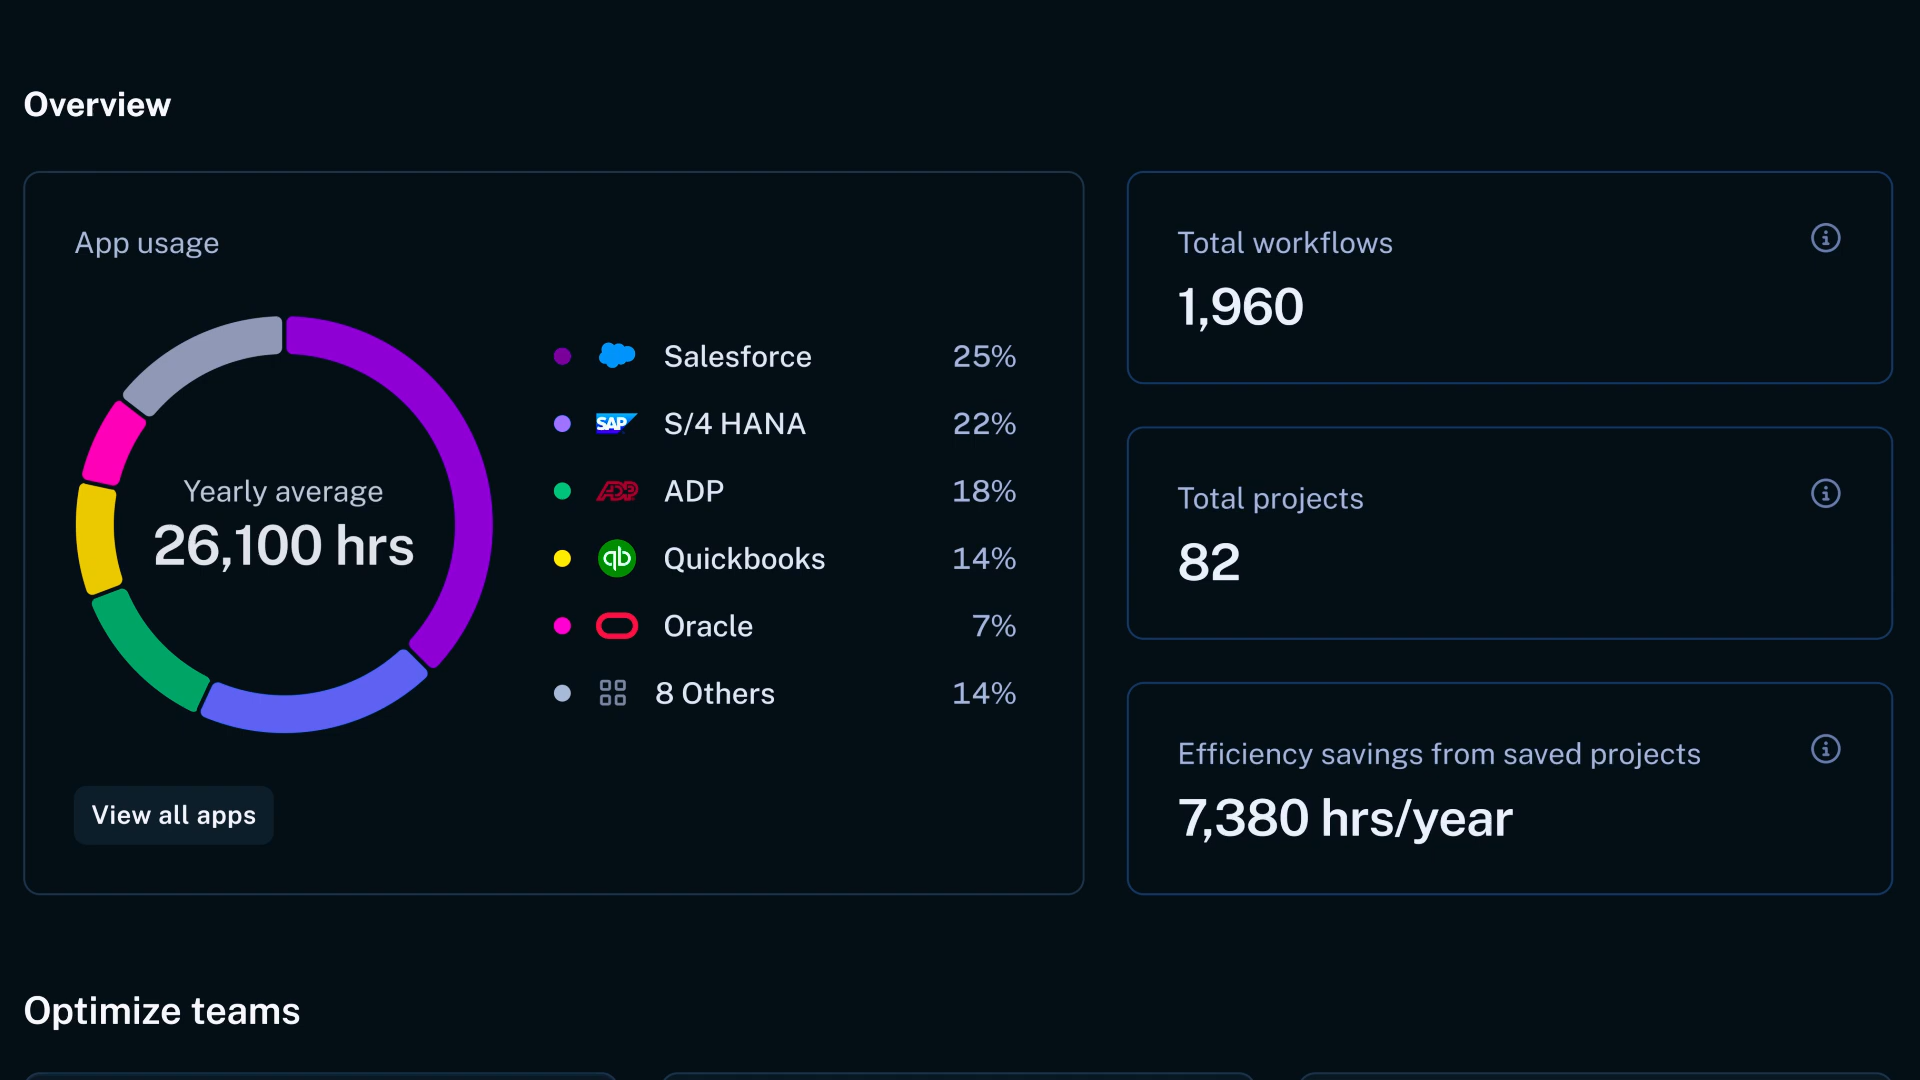 Overview
App usage
Yearly average
26,100 hrs
Salesforce 25%
SAP S/4 HANA 22%
ADP ADP 18%
qb Quickbooks 14%
Oracle 7%
8 Others 14%
View all apps
Total workflows
1,960
Total projects
82
Efficiency savings from saved projects
7,380 hrs/year
Optimize teams